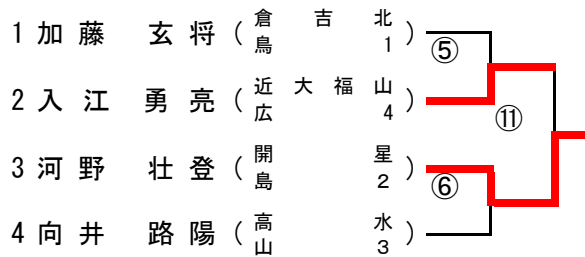 1 加藤 玄将 (倉吉北 鳥1)
⑤
2 入江 勇亮 (近大福山 広4)
⑪
3 河野 壮登 (開星 島2)
⑥
4 向井 路陽 (高水 山3)